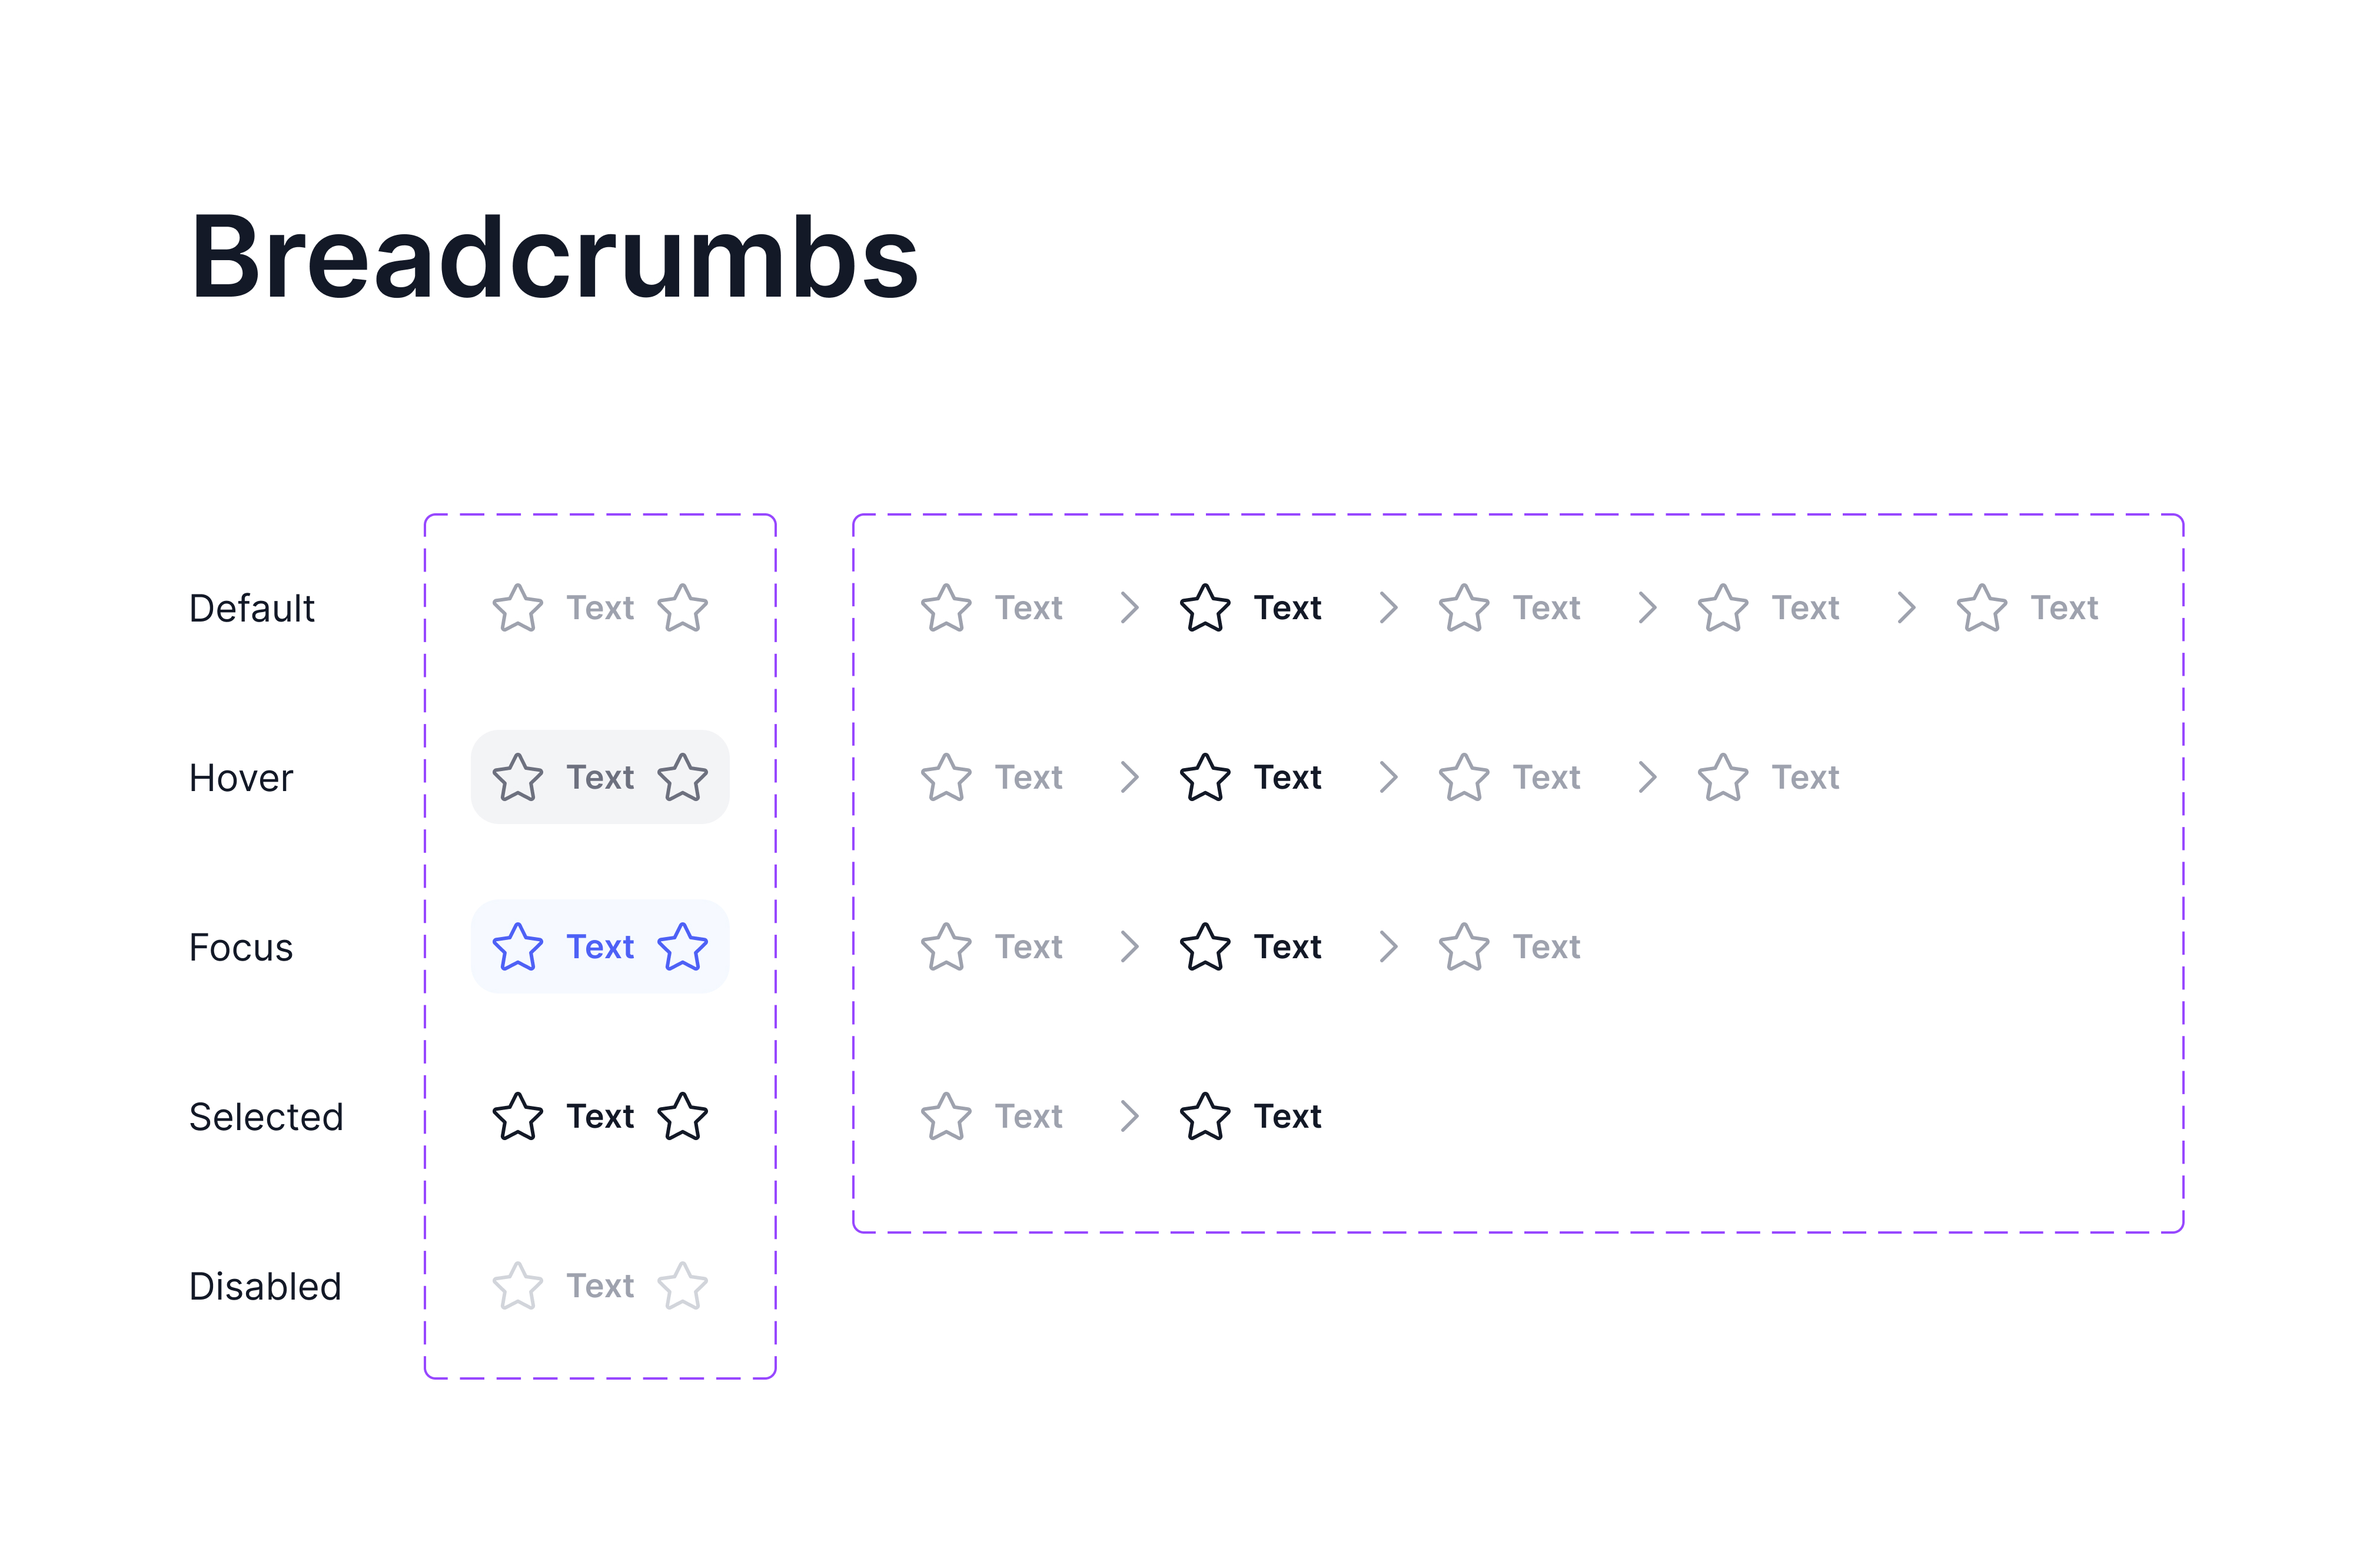 Breadcrumbs
Default Text Text Text Text Text Text
Hover Text Text Text Text Text
Focus Text Text Text Text
Selected Text Text Text
Disabled Text